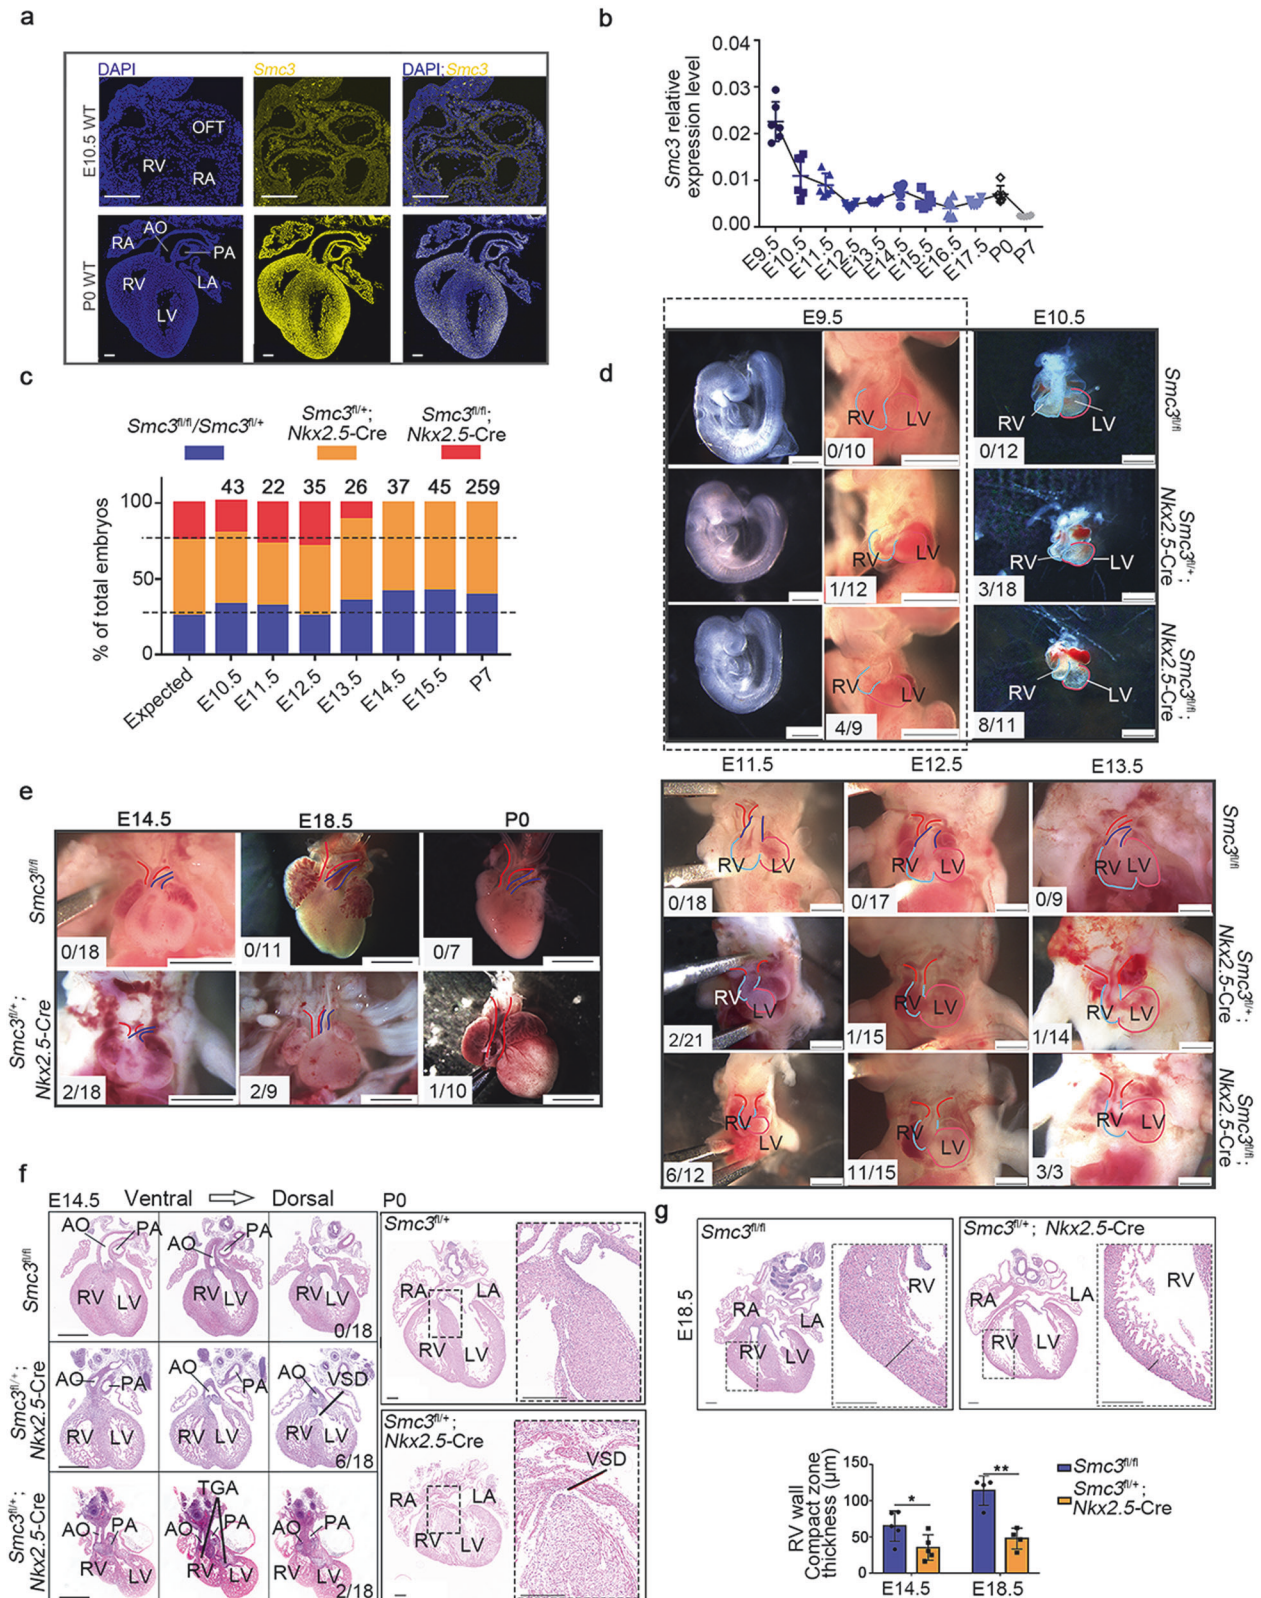 a
DAPI
Smc3
DAPI;Smc3
E10.5 WT
OFT
RV
RA
P0 WT
RA
AO
PA
RV
LA
LV
b
Smc3 relative
expression level
0.04
0.03
0.02
0.01
0.00
E9.5
E10.5
E11.5
E12.5
E13.5
E14.5
E15.5
E16.5
E17.5
P0
P7
c
Smc3fl/fl/Smc3fl/+
Smc3fl/+;
Nkx2.5-Cre
Smc3fl/fl;
Nkx2.5-Cre
% of total embryos
100
50
0
43
22
35
26
37
45
259
Expected
E10.5
E11.5
E12.5
E13.5
E14.5
E15.5
P7
d
E9.5
E10.5
RV
LV
0/10
RV
LV
0/12
Smc3fl/fl
RV
LV
1/12
RV
LV
3/18
Smc3fl/+;
Nkx2.5-Cre
RV
LV
4/9
RV
LV
8/11
Smc3fl/fl;
Nkx2.5-Cre
E11.5
E12.5
E13.5
RV
LV
0/18
RV
LV
0/17
RV
LV
0/9
Smc3fl/fl
RV
LV
2/21
RV
LV
1/15
RV
LV
1/14
Smc3fl/+;
Nkx2.5-Cre
RV
LV
6/12
RV
LV
11/15
RV
LV
3/3
Smc3fl/fl;
Nkx2.5-Cre
e
E14.5
E18.5
P0
Smc3fl/fl
0/18
0/11
0/7
Smc3fl/+;
Nkx2.5-Cre
2/18
2/9
1/10
f
E14.5
Ventral
Dorsal
P0
Smc3fl/fl
AO
PA
RV
LV
AO
PA
RV
LV
RV
LV
0/18
Smc3fl/+;
Nkx2.5-Cre
AO
PA
RV
LV
PA
RV
LV
AO
VSD
RV
LV
6/18
Smc3fl/+;
Nkx2.5-Cre
AO
PA
RV
LV
TGA
AO
PA
RV
LV
AO
PA
RV
LV
2/18
Smc3fl/+
RA
LA
RV
LV
Smc3fl/+;
Nkx2.5-Cre
RA
LA
RV
LV
VSD
g
E18.5
Smc3fl/fl
RA
LA
RV
LV
RV
Smc3fl/+; Nkx2.5-Cre
RA
LA
RV
LV
RV
RV wall
Compact zone
thickness (μm)
150
100
50
0
*
**
E14.5
E18.5
Smc3fl/fl
Smc3fl/+;
Nkx2.5-Cre